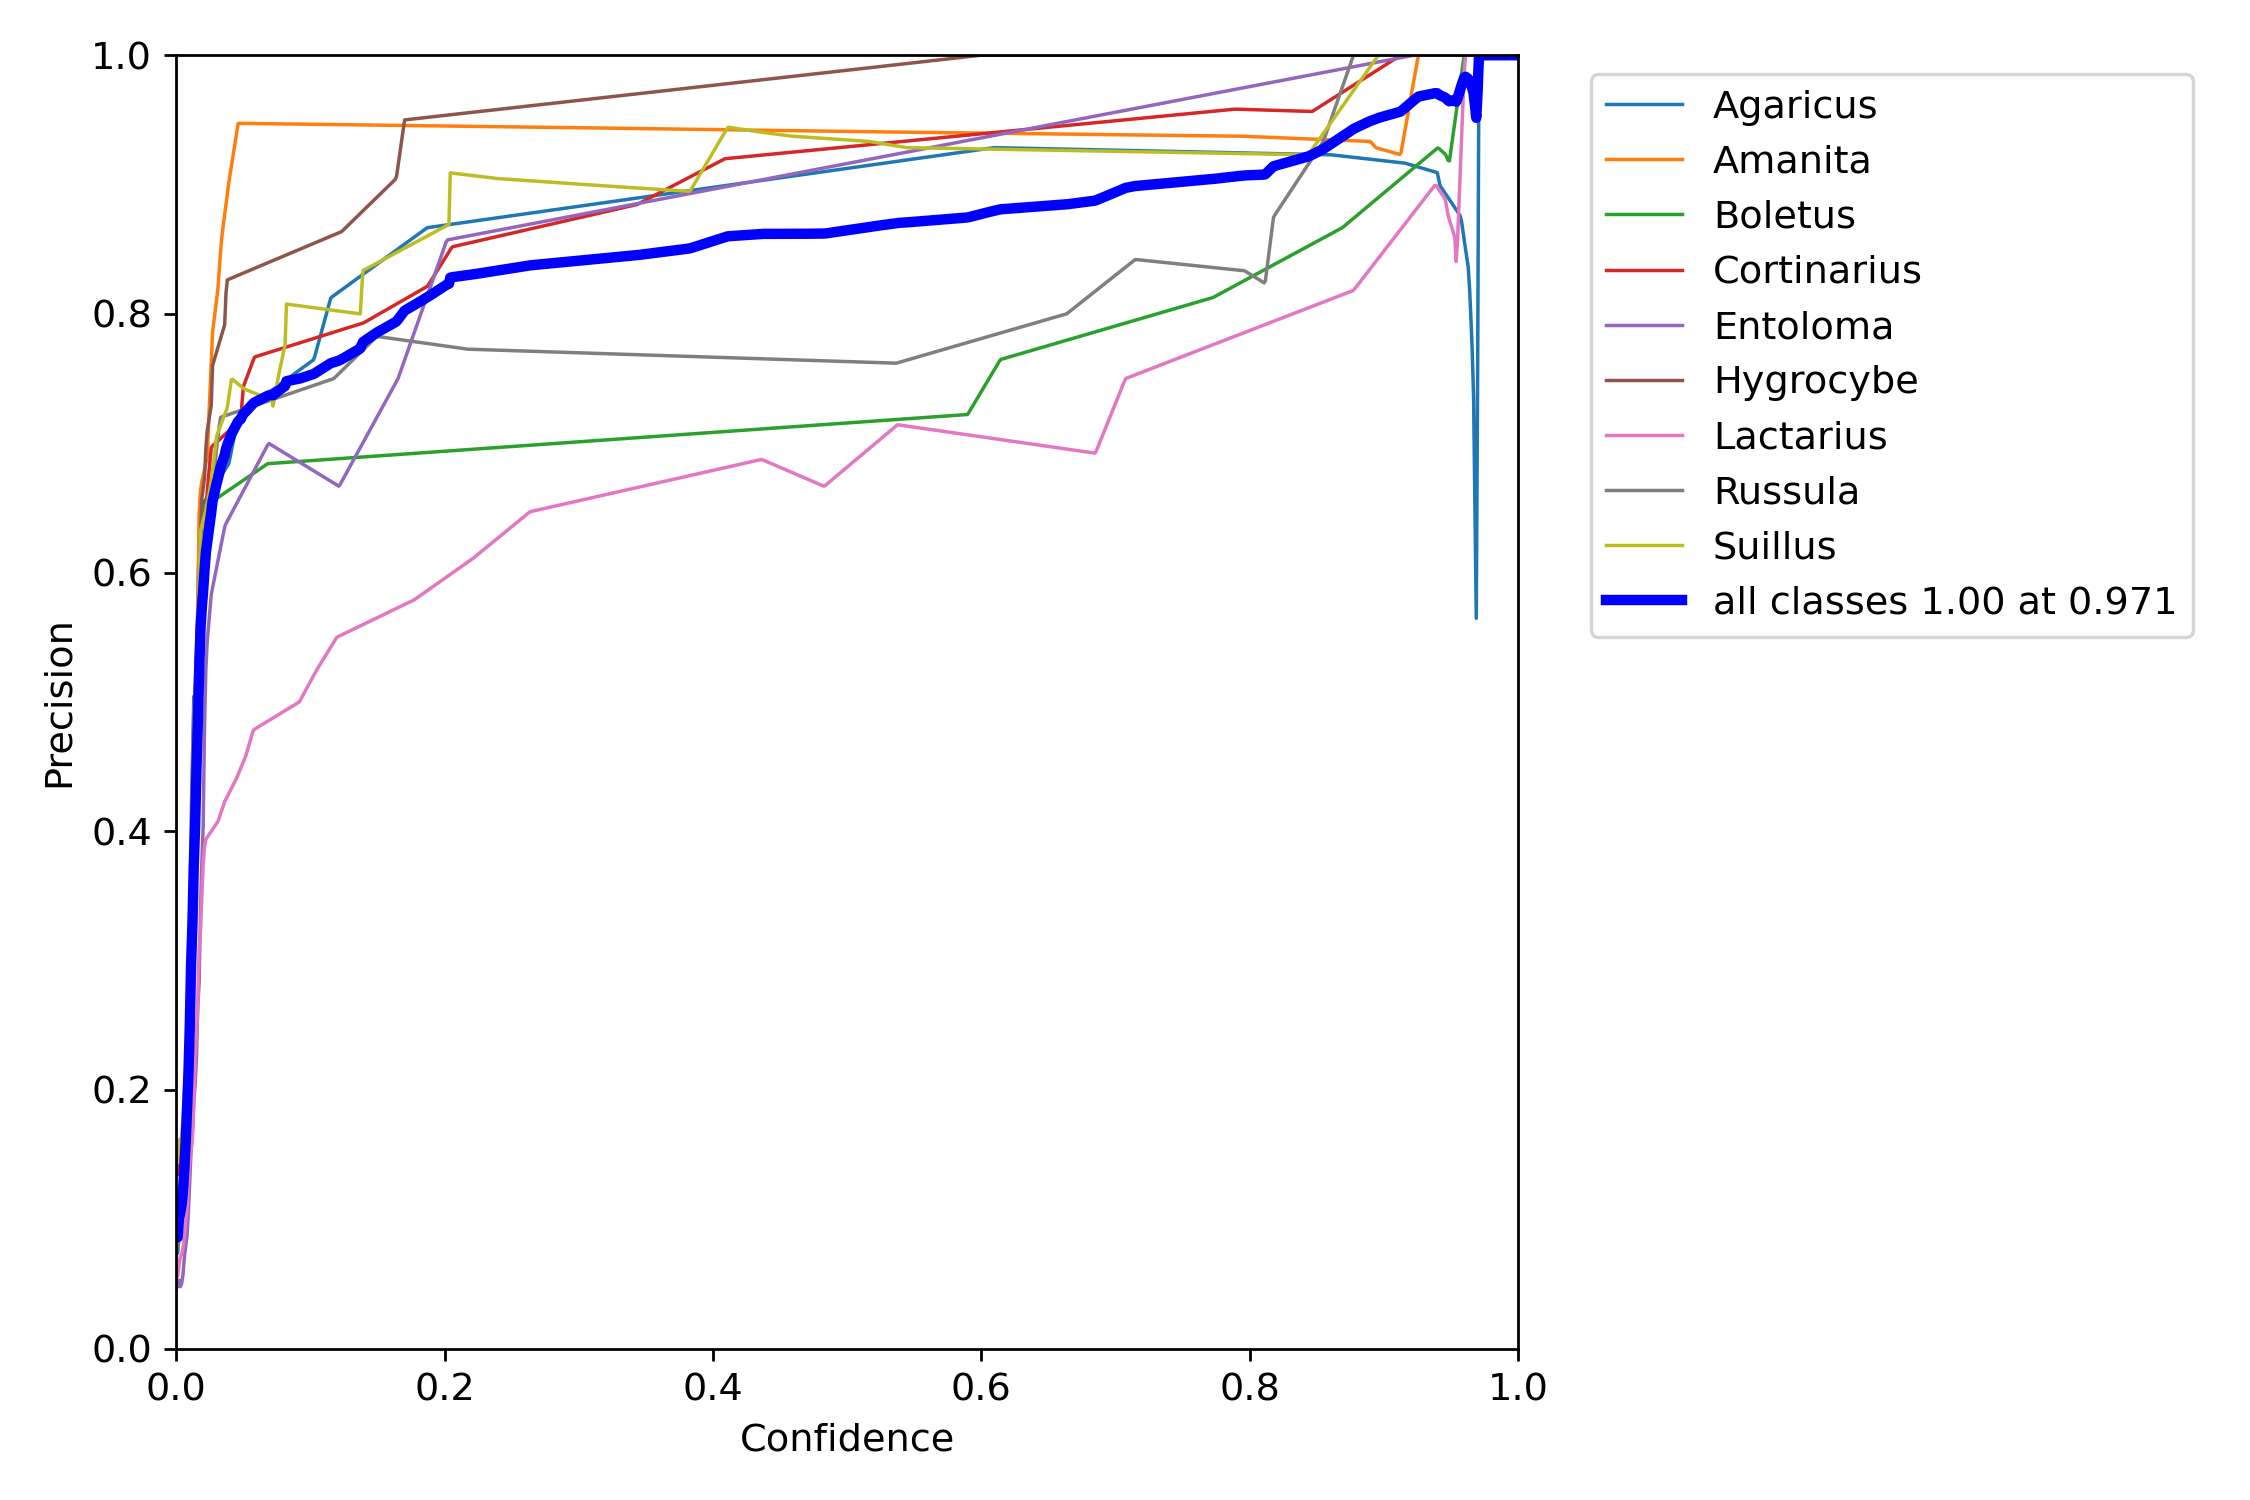 1.0
0.8
0.6
0.4
0.2
0.0
0.0 0.2 0.4 0.6 0.8 1.0
Confidence
Precision
Agaricus
Amanita
Boletus
Cortinarius
Entoloma
Hygrocybe
Lactarius
Russula
Suillus
all classes 1.00 at 0.971